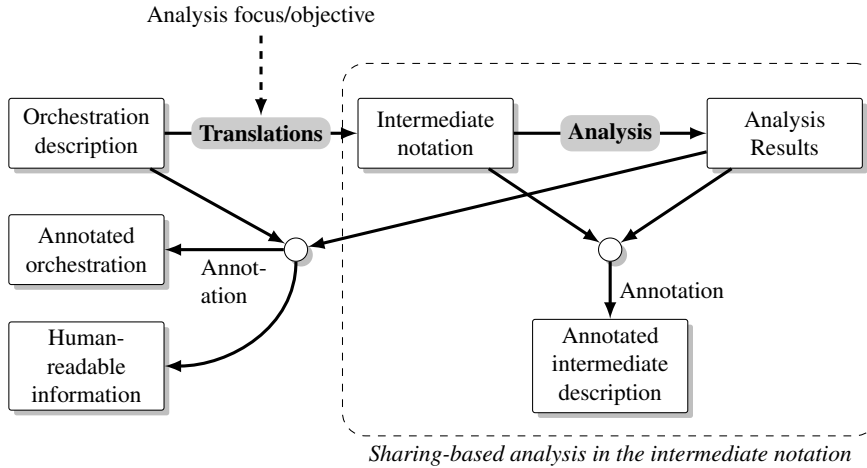 Analysis focus/objective
Orchestration
description
Translations
Intermediate
notation
Analysis
Analysis
Results
Annotated
orchestration
Annot-
ation
Annotation
Human-
readable
information
Annotated
intermediate
description
Sharing-based analysis in the intermediate notation